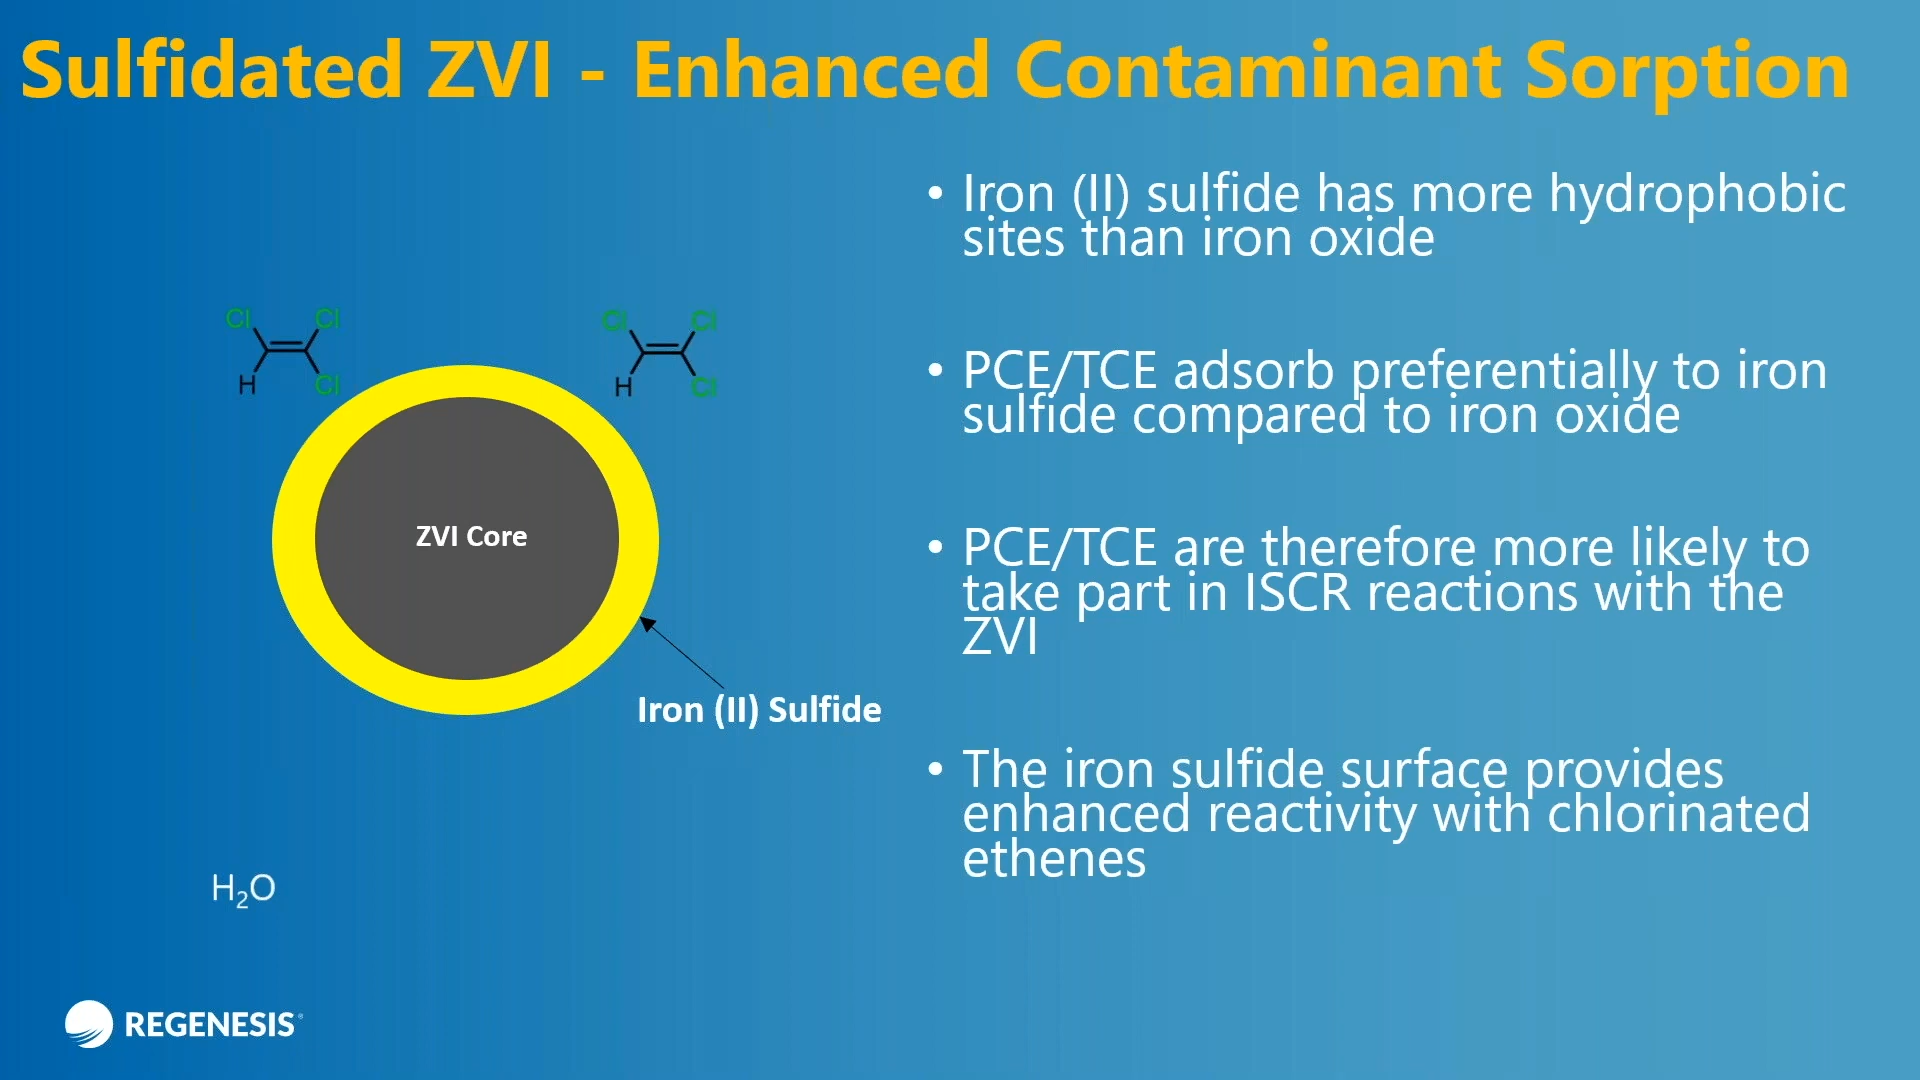 Sulfidated ZVI - Enhanced Contaminant Sorption
• Iron (II) sulfide has more hydrophobic
sites than iron oxide
• PCE/TCE adsorb preferentially to iron
sulfide compared to iron oxide
• PCE/TCE are therefore more likely to
take part in ISCR reactions with the
ZVI
• The iron sulfide surface provides
enhanced reactivity with chlorinated
ethenes
Cl Cl
H Cl
Cl Cl
H Cl
ZVI Core
Iron (II) Sulfide
H₂O
REGENESIS®